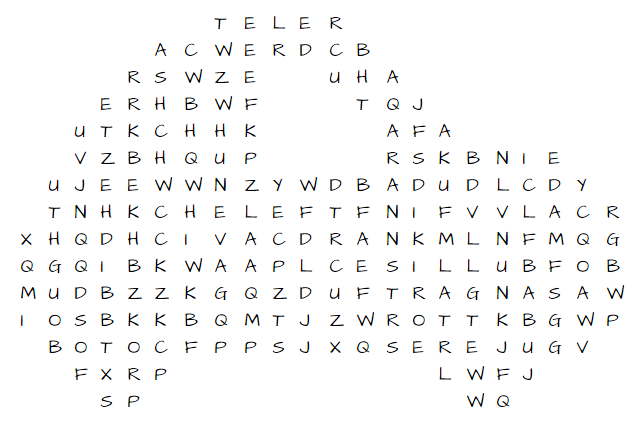 T E L E R
A C W E R D C B
R S W Z E U H A
E R H B W F T Q J
U T K C H H K A F A
V Z B H Q U P R S K B N I E
U J E E W W N Z Y W D B A D U D L C D Y
T N H K C H E L E F T F N I F V V L A C R
X H Q D H C I V A C D R A N K M L N F M Q G
Q G Q I B K W A A P L C E S I L L U B F O B
M U D B Z Z K G Q Z D U F T R A G N A S A W
I O S B K K B Q M T J Z W R O T T K B G W P
B O T O C F P P S J X Q S E R E J U G V
F X R P L W F J
S P W Q